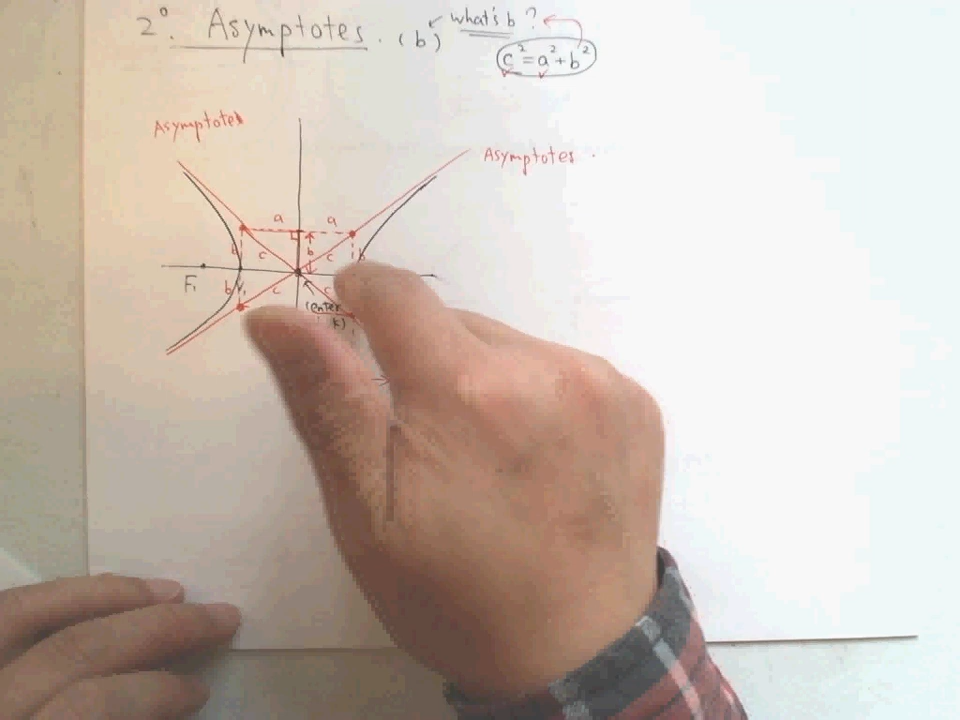 2°. Asymptotes. (b) what's b?
c² = a² + b²
Asymptotes
Asymptotes.
a a
b c b c b
F₁ b V₁ c c
center
k)